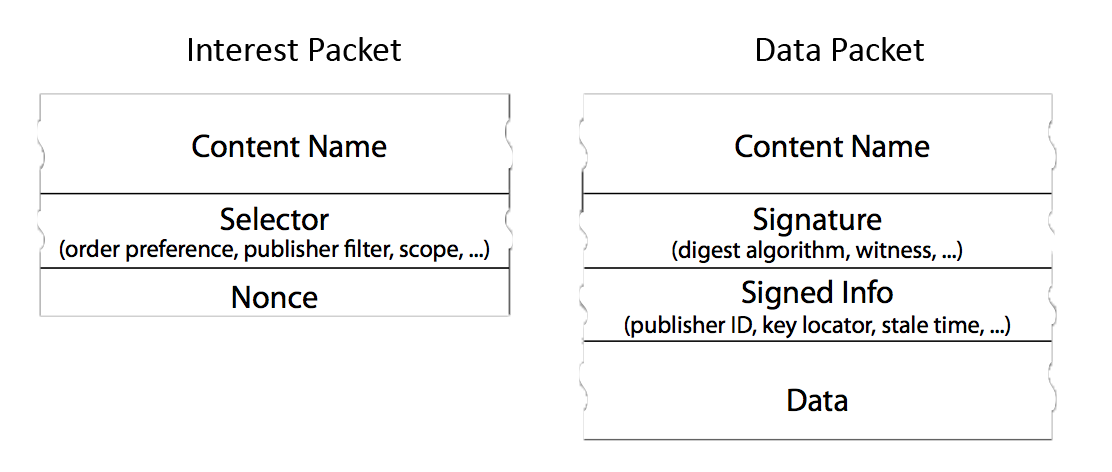 Interest Packet
Content Name
Selector
(order preference, publisher filter, scope, ...)
Nonce
Data Packet
Content Name
Signature
(digest algorithm, witness, ...)
Signed Info
(publisher ID, key locator, stale time, ...)
Data